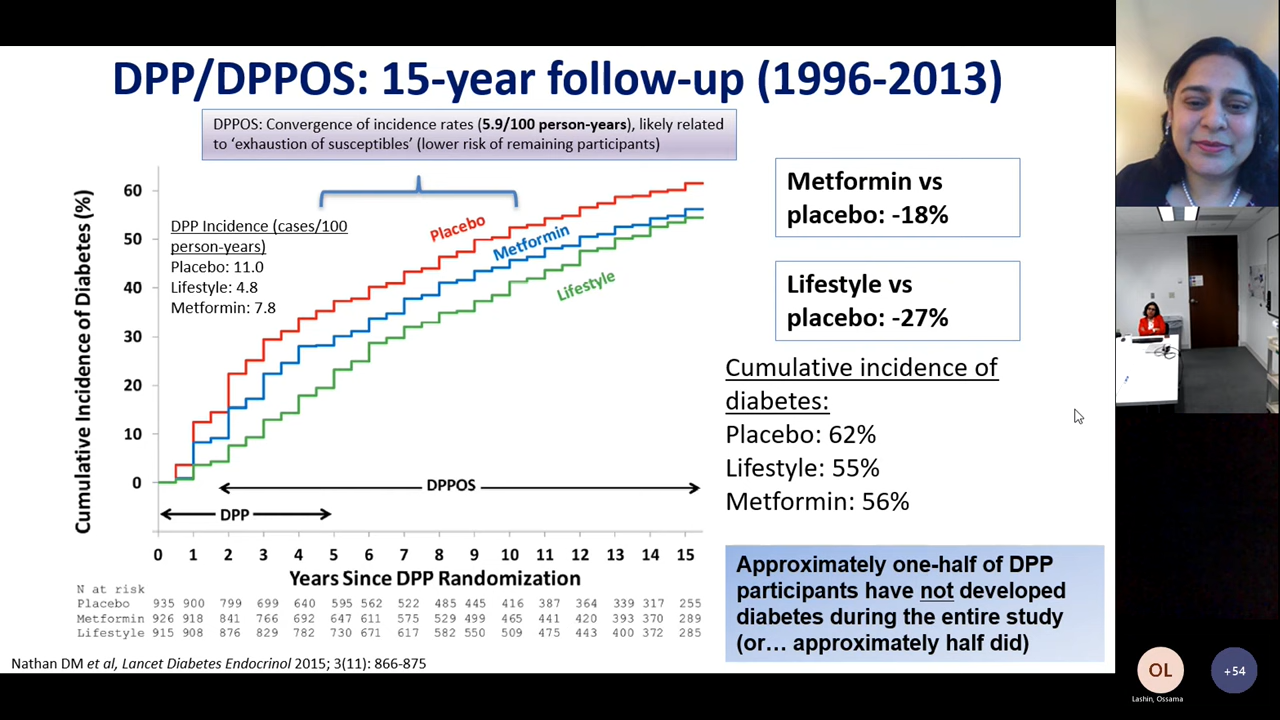 DPP/DPPOS: 15-year follow-up (1996-2013)
DPPOS: Convergence of incidence rates (5.9/100 person-years), likely related
to ‘exhaustion of susceptibles’ (lower risk of remaining participants)
Cumulative Incidence of Diabetes (%)
60
50
40
30
20
10
0
DPP Incidence (cases/100
person-years)
Placebo: 11.0
Lifestyle: 4.8
Metformin: 7.8
Placebo
Metformin
Lifestyle
DPPOS
DPP
0 1 2 3 4 5 6 7 8 9 10 11 12 13 14 15
Years Since DPP Randomization
N at risk
Placebo 935 900 799 699 640 595 562 522 485 445 416 387 364 339 317 255
Metformin 926 918 841 766 692 647 611 575 529 499 465 441 420 393 370 289
Lifestyle 915 908 876 829 782 730 671 617 582 550 509 475 443 400 372 285
Metformin vs
placebo: -18%
Lifestyle vs
placebo: -27%
Cumulative incidence of
diabetes:
Placebo: 62%
Lifestyle: 55%
Metformin: 56%
Approximately one-half of DPP
participants have not developed
diabetes during the entire study
(or… approximately half did)
Nathan DM et al, Lancet Diabetes Endocrinol 2015; 3(11): 866-875
OL
Lashin, Ossama
+54